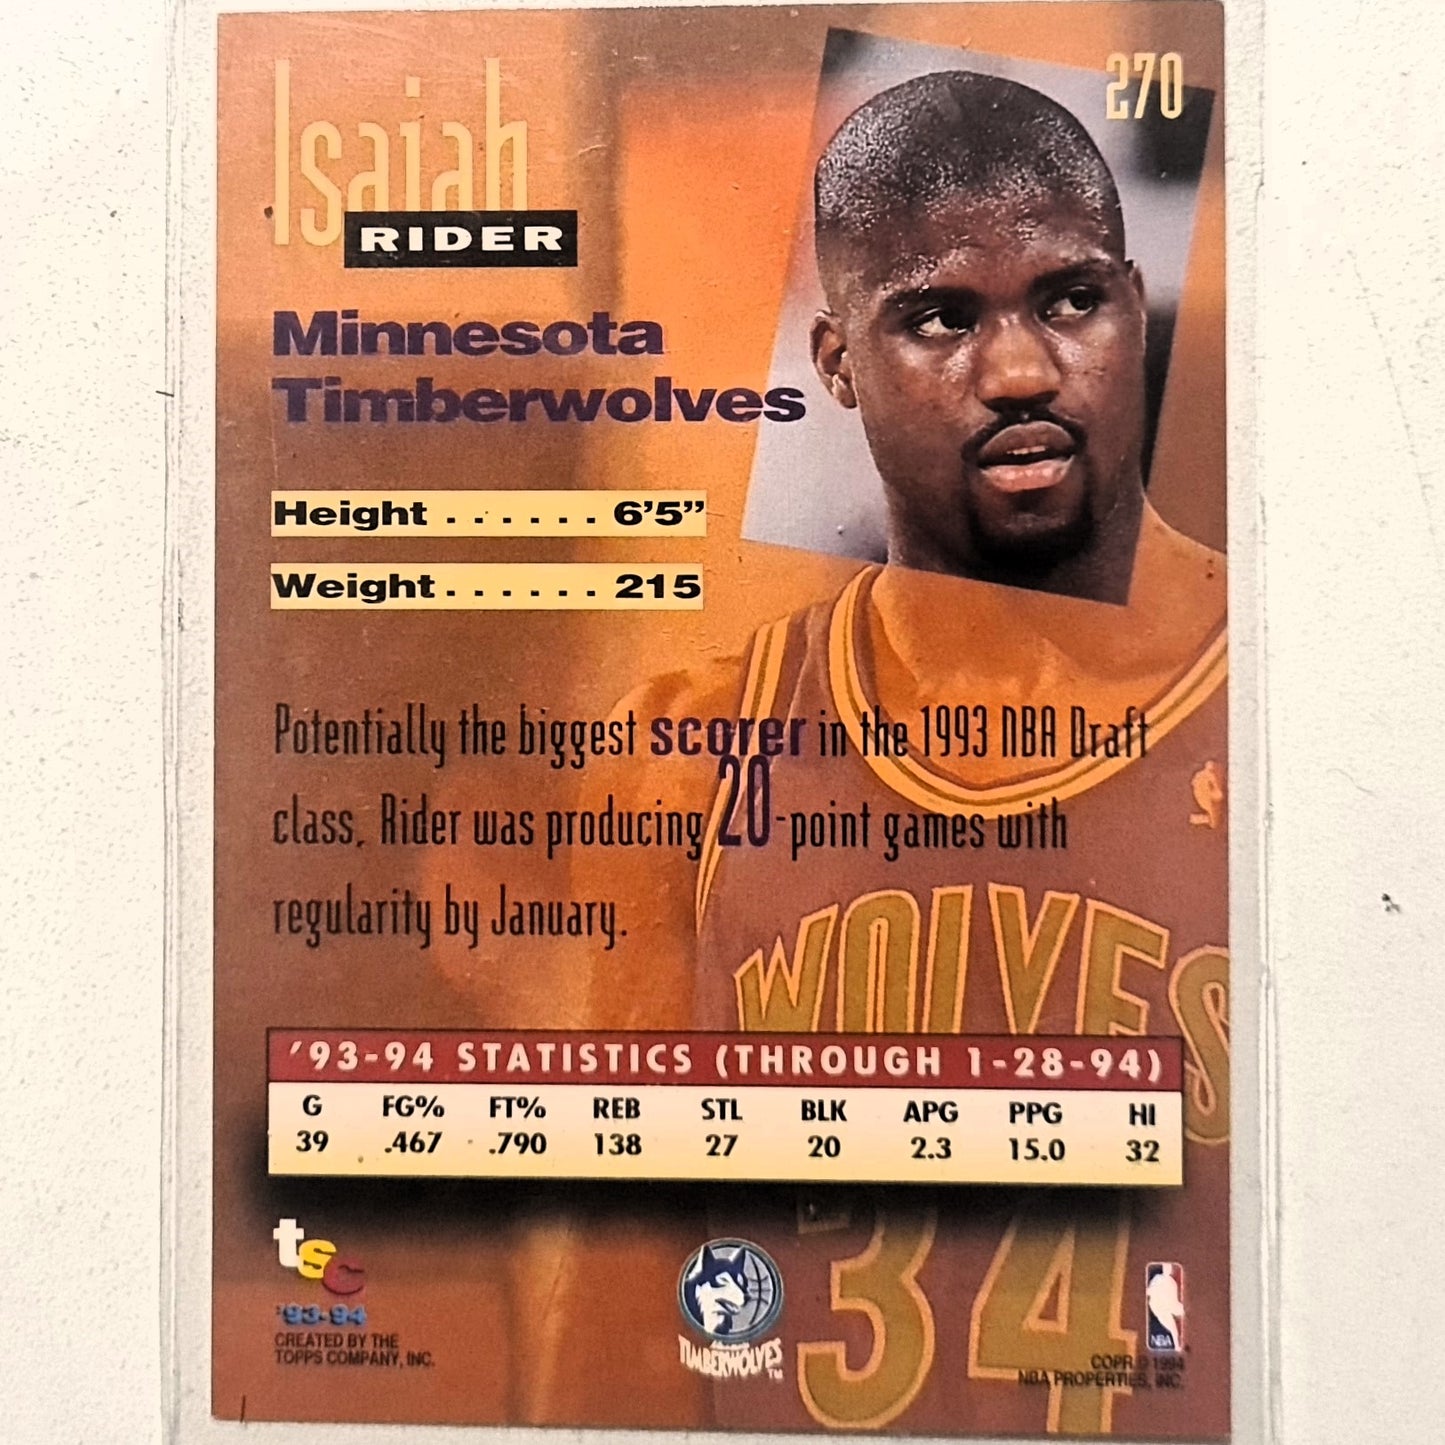 270
Isaiah
RIDER
Minnesota
Timberwolves
Height . . . . . . 6'5”
Weight . . . . . . 215
Potentially the biggest scorer in the 1993 NBA Draft
class, Rider was producing 20-point games with
regularity by January.
WOLVES
'93-94 STATISTICS (THROUGH 1-28-94)
G FG% FT% REB STL BLK APG PPG HI
39 .467 .790 138 27 20 2.3 15.0 32
34
tsc
'93-94
CREATED BY THE
TOPPS COMPANY, INC.
TIMBERWOLVES
TM
NBA
COPR © 1994
NBA PROPERTIES, INC.